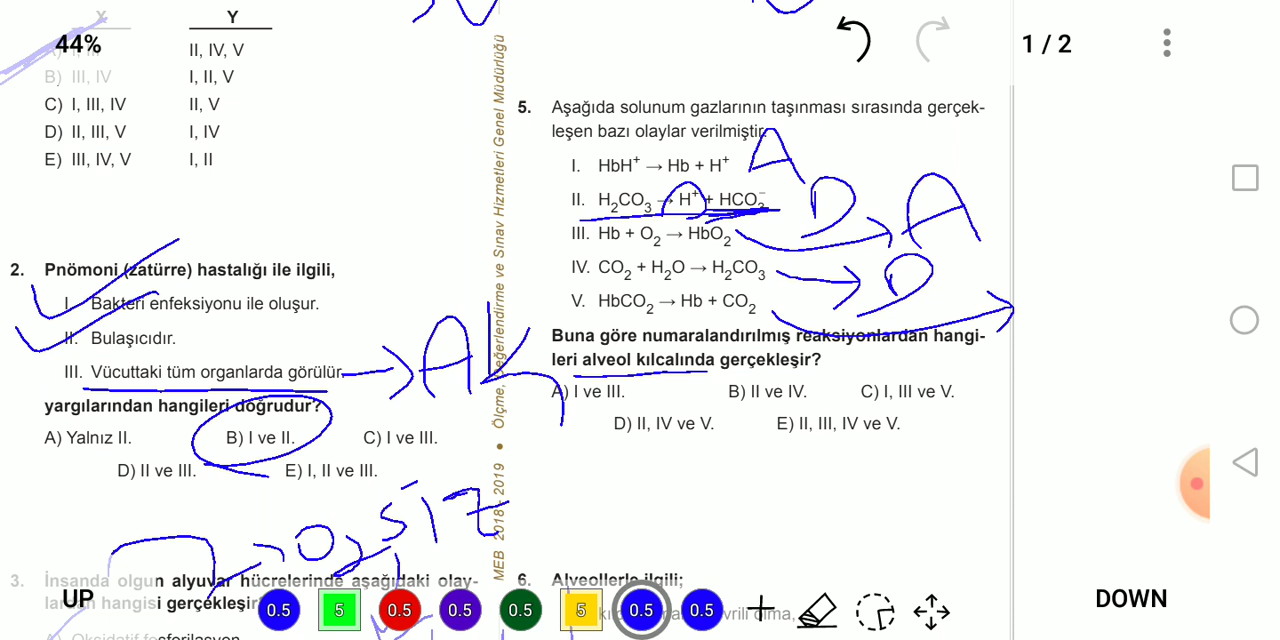 X Y
44%
A) II, IV, V
B) III, IV I, II, V
C) I, III, IV II, V
D) II, III, V I, IV
E) III, IV, V I, II
2. Pnömoni (zatürre) hastalığı ile ilgili,
I. Bakteri enfeksiyonu ile oluşur.
II. Bulaşıcıdır.
III. Vücuttaki tüm organlarda görülür.
Ak
yargılarından hangileri doğrudur?
A) Yalnız II. B) I ve II. C) I ve III.
D) II ve III. E) I, II ve III.
O₂ siz
3. İnsanda olgun alyuvar hücrelerinde aşağıdaki olay-
lardan hangisi gerçekleşir?
A) Oksidatif fosforilasyon
MEB 2018 - 2019 ● Ölçme, Değerlendirme ve Sınav Hizmetleri Genel Müdürlüğü
1 / 2
5. Aşağıda solunum gazlarının taşınması sırasında gerçek-
leşen bazı olaylar verilmiştir.
I. HbH⁺ → Hb + H⁺ A
II. H₂CO₃ → H⁺ + HCO₃⁻ D
III. Hb + O₂ → HbO₂ A
IV. CO₂ + H₂O → H₂CO₃ D
V. HbCO₂ → Hb + CO₂
Buna göre numaralandırılmış reaksiyonlardan hangi-
leri alveol kılcalında gerçekleşir?
A) I ve III. B) II ve IV. C) I, III ve V.
D) II, IV ve V. E) II, III, IV ve V.
6. Alveollerle ilgili;
UP
DOWN
0.5 5 0.5 0.5 0.5 5 0.5 0.5